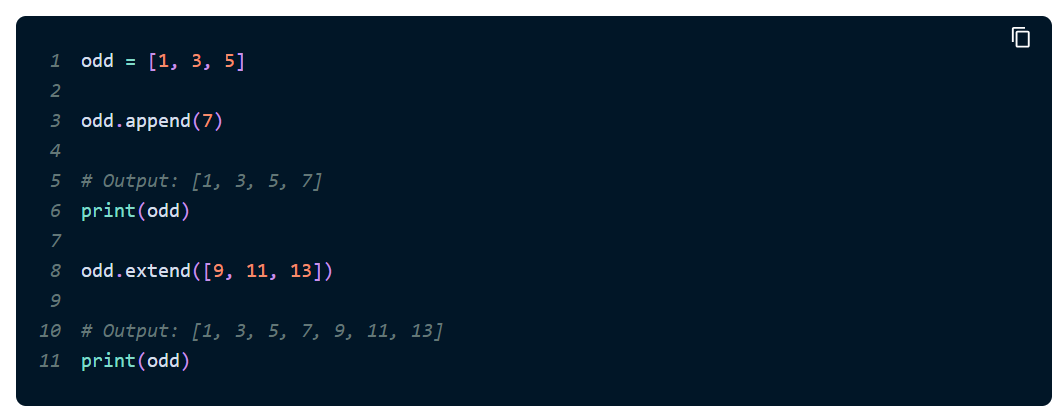 1 odd = [1, 3, 5]
2
3 odd.append(7)
4
5 # Output: [1, 3, 5, 7]
6 print(odd)
7
8 odd.extend([9, 11, 13])
9
10 # Output: [1, 3, 5, 7, 9, 11, 13]
11 print(odd)